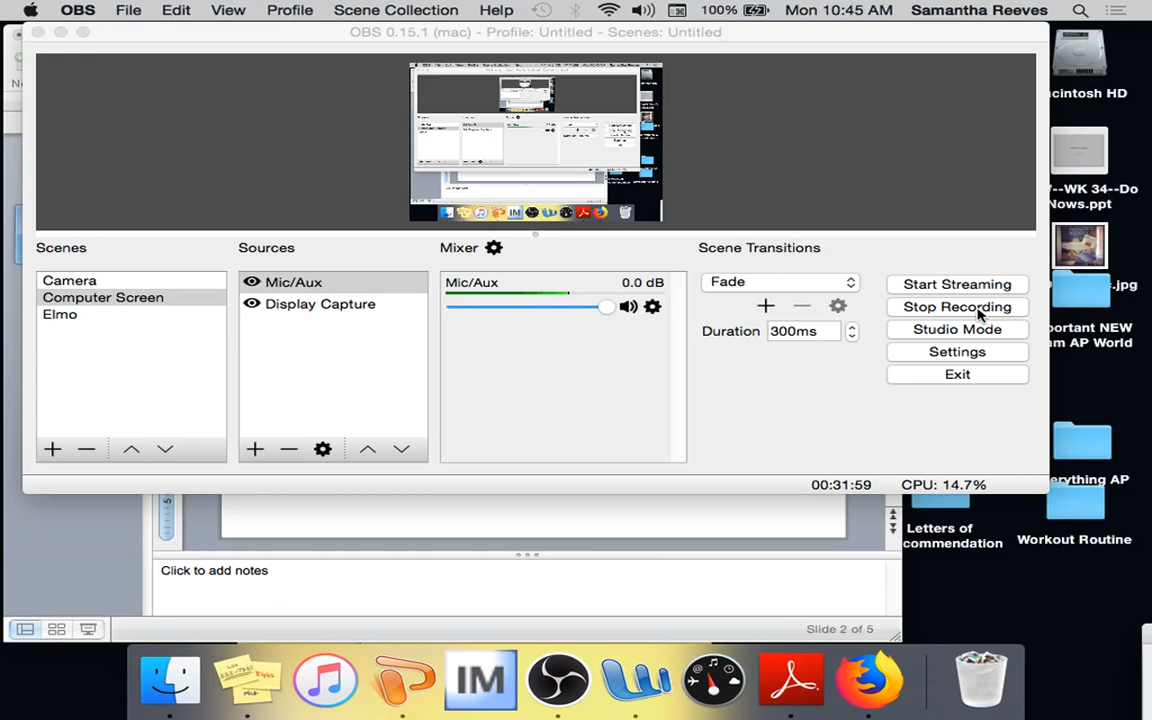 OBS File Edit View Profile Scene Collection Help 100% Mon 10:45 AM Samantha Reeves
OBS 0.15.1 (mac) - Profile: Untitled - Scenes: Untitled
acintosh HD
7--WK 34--Do
Nows.ppt
ic.jpg
portant NEW
m AP World
erything AP
Letters of
commendation
Workout Routine
Scenes
Camera
Computer Screen
Elmo
Sources
Mic/Aux
Display Capture
Mixer
Mic/Aux 0.0 dB
Scene Transitions
Fade
Duration 300ms
Start Streaming
Stop Recording
Studio Mode
Settings
Exit
00:31:59 CPU: 14.7%
Click to add notes
Slide 2 of 5
IM